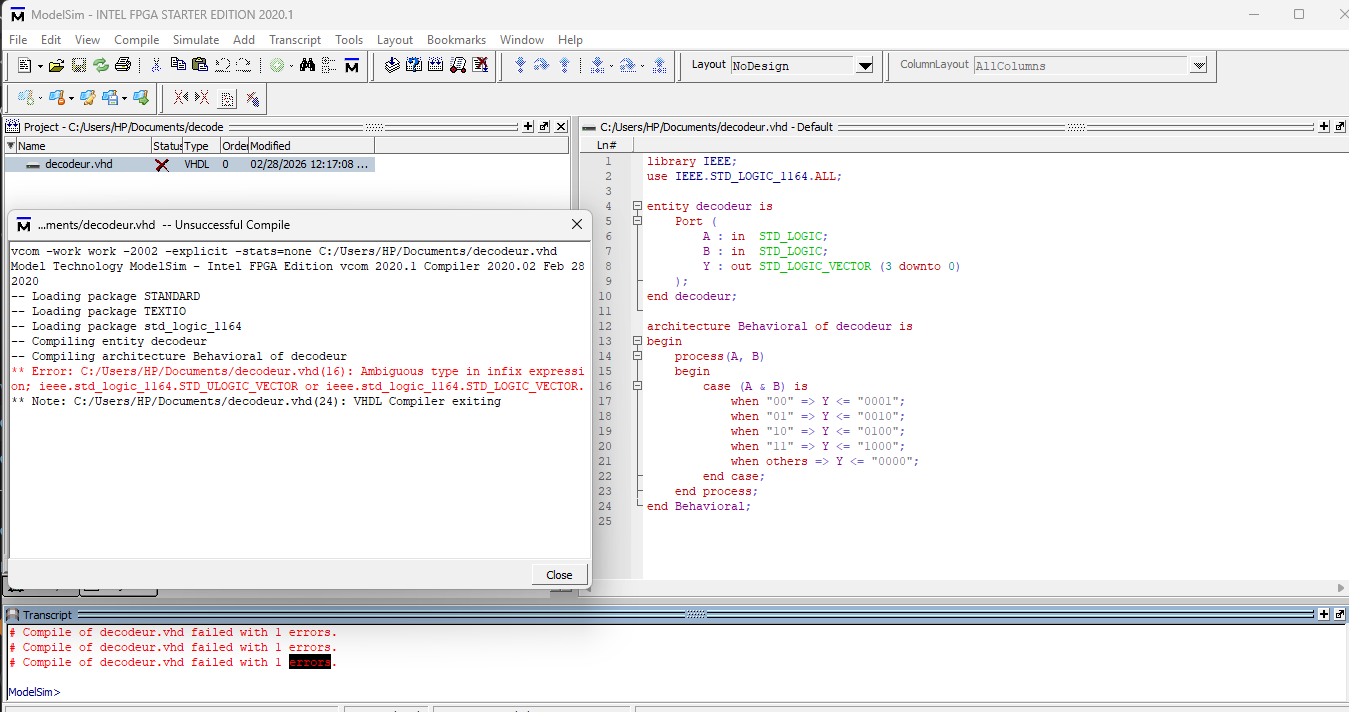 ModelSim - INTEL FPGA STARTER EDITION 2020.1
File Edit View Compile Simulate Add Transcript Tools Layout Bookmarks Window Help
Layout NoDesign
ColumnLayout AllColumns
Project - C:/Users/HP/Documents/decode
Name Status Type Order Modified
decodeur.vhd VHDL 0 02/28/2026 12:17:08 ...
...ments/decodeur.vhd -- Unsuccessful Compile
vcom -work work -2002 -explicit -stats=none C:/Users/HP/Documents/decodeur.vhd
Model Technology ModelSim - Intel FPGA Edition vcom 2020.1 Compiler 2020.02 Feb 28
2020
-- Loading package STANDARD
-- Loading package TEXTIO
-- Loading package std_logic_1164
-- Compiling entity decodeur
-- Compiling architecture Behavioral of decodeur
** Error: C:/Users/HP/Documents/decodeur.vhd(16): Ambiguous type in infix expressi
on; ieee.std_logic_1164.STD_ULOGIC_VECTOR or ieee.std_logic_1164.STD_LOGIC_VECTOR.
** Note: C:/Users/HP/Documents/decodeur.vhd(24): VHDL Compiler exiting
Close
C:/Users/HP/Documents/decodeur.vhd - Default
Ln#
1 library IEEE;
2 use IEEE.STD_LOGIC_1164.ALL;
3
4 entity decodeur is
5 Port (
6 A : in STD_LOGIC;
7 B : in STD_LOGIC;
8 Y : out STD_LOGIC_VECTOR (3 downto 0)
9 );
10 end decodeur;
11
12 architecture Behavioral of decodeur is
13 begin
14 process(A, B)
15 begin
16 case (A & B) is
17 when "00" => Y <= "0001";
18 when "01" => Y <= "0010";
19 when "10" => Y <= "0100";
20 when "11" => Y <= "1000";
21 when others => Y <= "0000";
22 end case;
23 end process;
24 end Behavioral;
25
Transcript
# Compile of decodeur.vhd failed with 1 errors.
# Compile of decodeur.vhd failed with 1 errors.
# Compile of decodeur.vhd failed with 1 errors.
ModelSim>